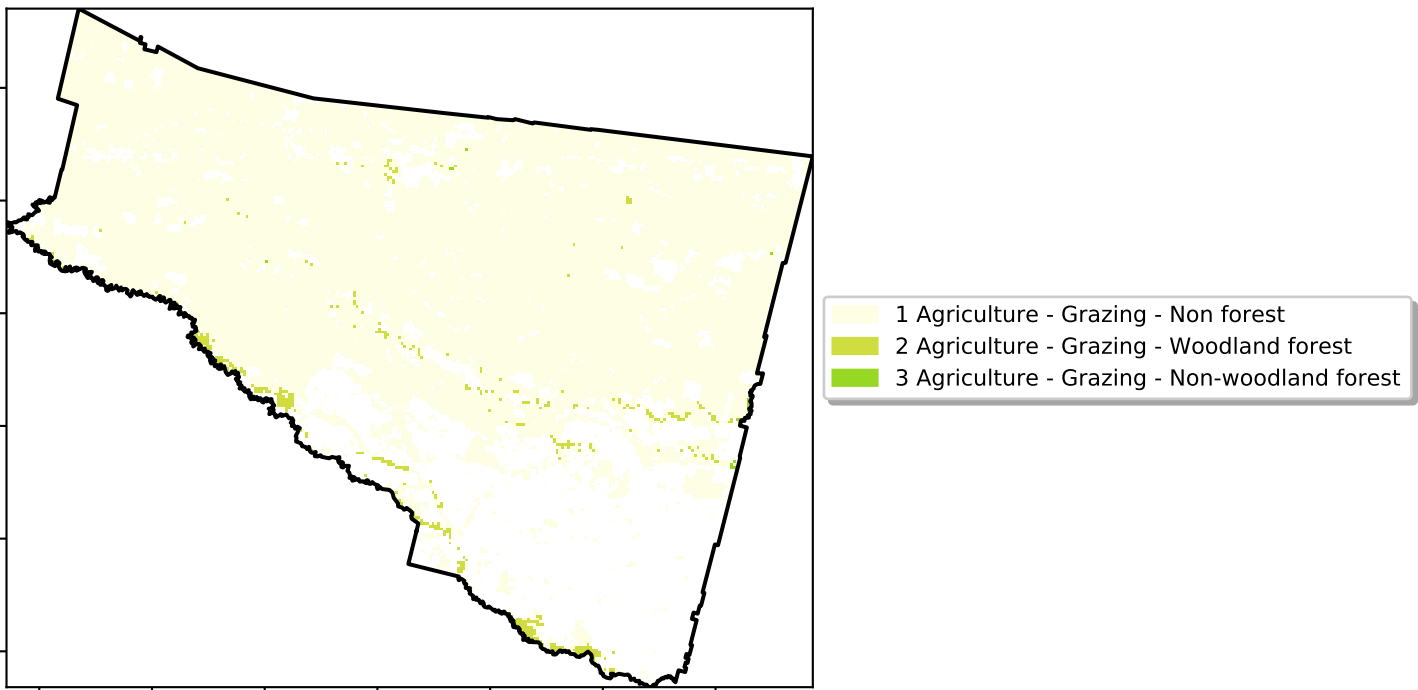 1 Agriculture - Grazing - Non forest
2 Agriculture - Grazing - Woodland forest
3 Agriculture - Grazing - Non-woodland forest